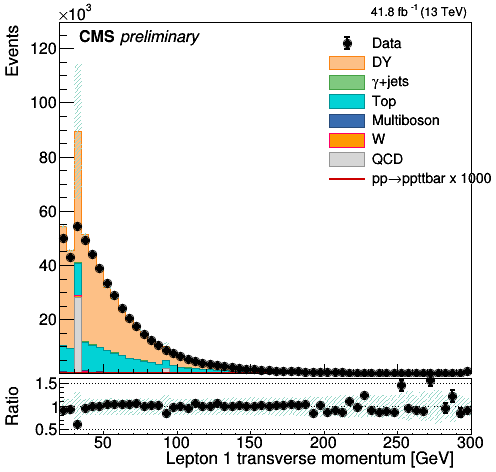 ×10³
41.8 fb⁻¹ (13 TeV)
CMS preliminary
Events
120
100
80
60
40
20
Data
DY
γ+jets
Top
Multiboson
W
QCD
pp→ppttbar x 1000
Ratio
1.5
1
0.5
50 100 150 200 250 300
Lepton 1 transverse momentum [GeV]